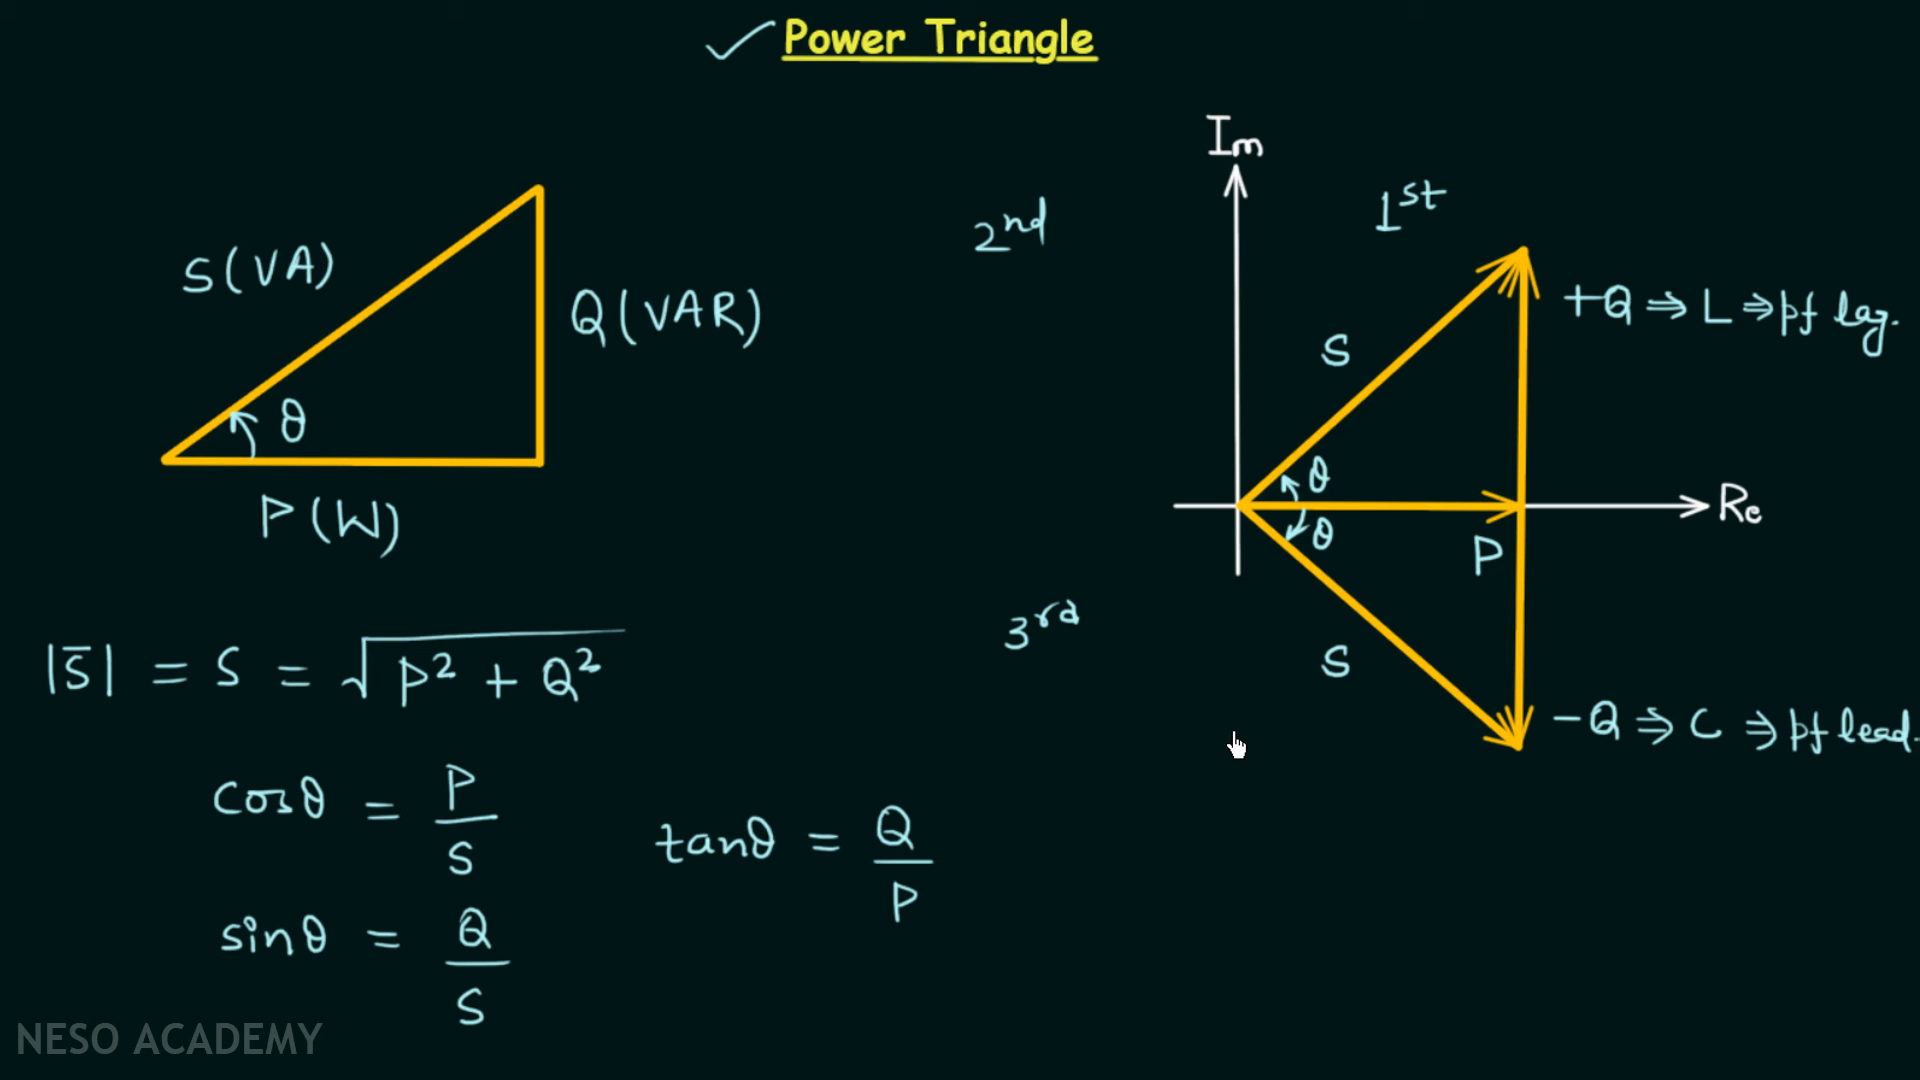 Power Triangle
S(VA)
Q(VAR)
θ
P(W)
|S̅| = S = √P² + Q²
cosθ = P/S
sinθ = Q/S
tanθ = Q/P
2nd
3rd
Im
1st
+Q ⇒ L ⇒ pf lag.
S
θ
Re
θ
P
S
-Q ⇒ C ⇒ pf lead.
NESO ACADEMY